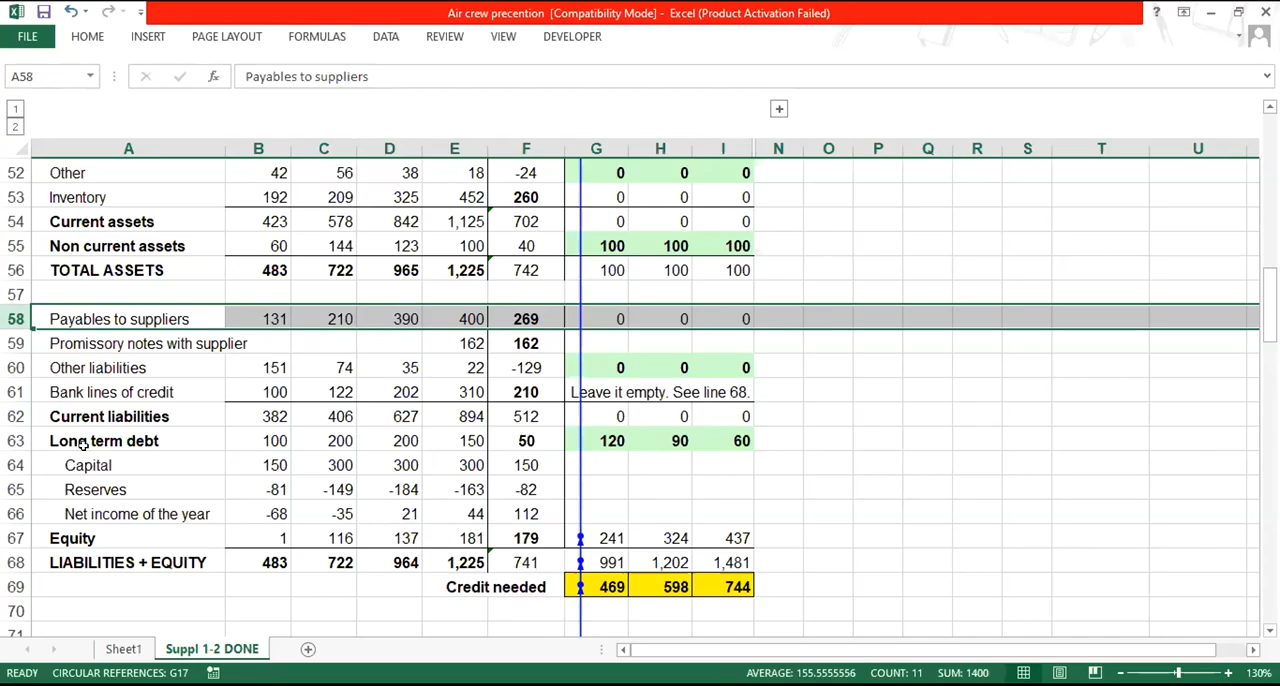 Air crew precention [Compatibility Mode] - Excel (Product Activation Failed)
FILE HOME INSERT PAGE LAYOUT FORMULAS DATA REVIEW VIEW DEVELOPER
A58 fx Payables to suppliers
1
2
A B C D E F G H I N O P Q R S T U
52 Other 42 56 38 18 -24 0 0 0
53 Inventory 192 209 325 452 260 0 0 0
54 Current assets 423 578 842 1,125 702 0 0 0
55 Non current assets 60 144 123 100 40 100 100 100
56 TOTAL ASSETS 483 722 965 1,225 742 100 100 100
57
58 Payables to suppliers 131 210 390 400 269 0 0 0
59 Promissory notes with supplier 162 162
60 Other liabilities 151 74 35 22 -129 0 0 0
61 Bank lines of credit 100 122 202 310 210 Leave it empty. See line 68.
62 Current liabilities 382 406 627 894 512 0 0 0
63 Long term debt 100 200 200 150 50 120 90 60
64 Capital 150 300 300 300 150
65 Reserves -81 -149 -184 -163 -82
66 Net income of the year -68 -35 21 44 112
67 Equity 1 116 137 181 179 241 324 437
68 LIABILITIES + EQUITY 483 722 964 1,225 741 991 1,202 1,481
69 Credit needed 469 598 744
70
71
Sheet1 Suppl 1-2 DONE
READY CIRCULAR REFERENCES: G17 AVERAGE: 155.5555556 COUNT: 11 SUM: 1400 130%